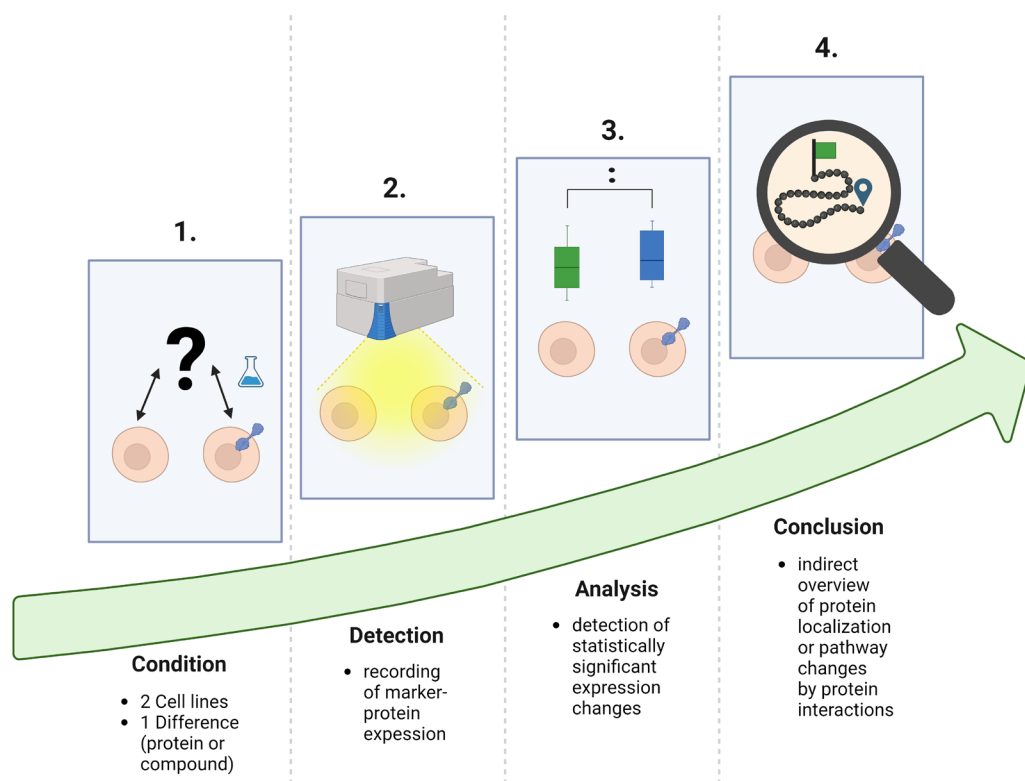 1.
2.
3.
4.
?
:
Condition
• 2 Cell lines
• 1 Difference
(protein or
compound)
Detection
• recording
of marker-
protein
expession
Analysis
• detection of
statistically
significant
expression
changes
Conclusion
• indirect
overview
of protein
localization
or pathway
changes
by protein
interactions